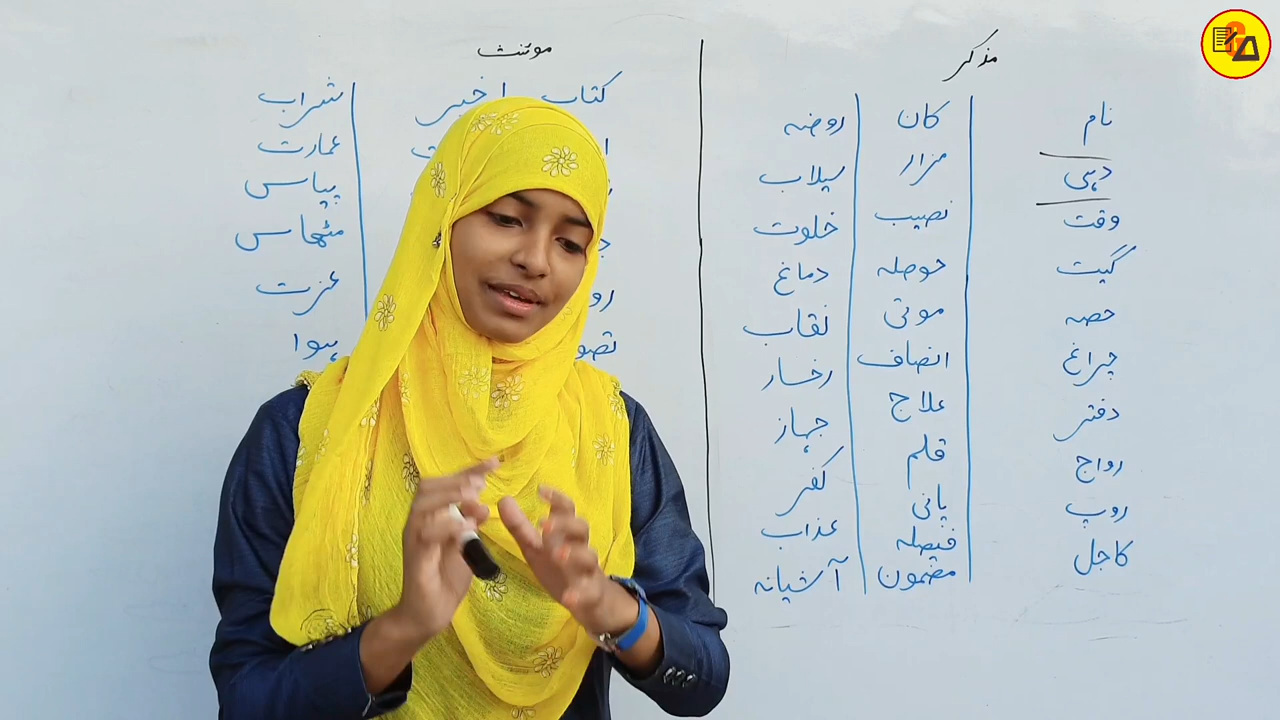 مذکر
نام
دہی
وقت
گیت
حصہ
چراغ
دفتر
رواج
روپ
کاجل
کان
مزار
نصیب
حوصلہ
موتی
انصاف
علاج
قلم
پانی
فیصلہ
مضمون
روضہ
سیلاب
خلوت
دماغ
نقاب
رخسار
جہاز
کفر
عذاب
آشیانہ
موئنث
کتاب
شراب
عمارت
پیاس
مٹھاس
عزت
ہوا